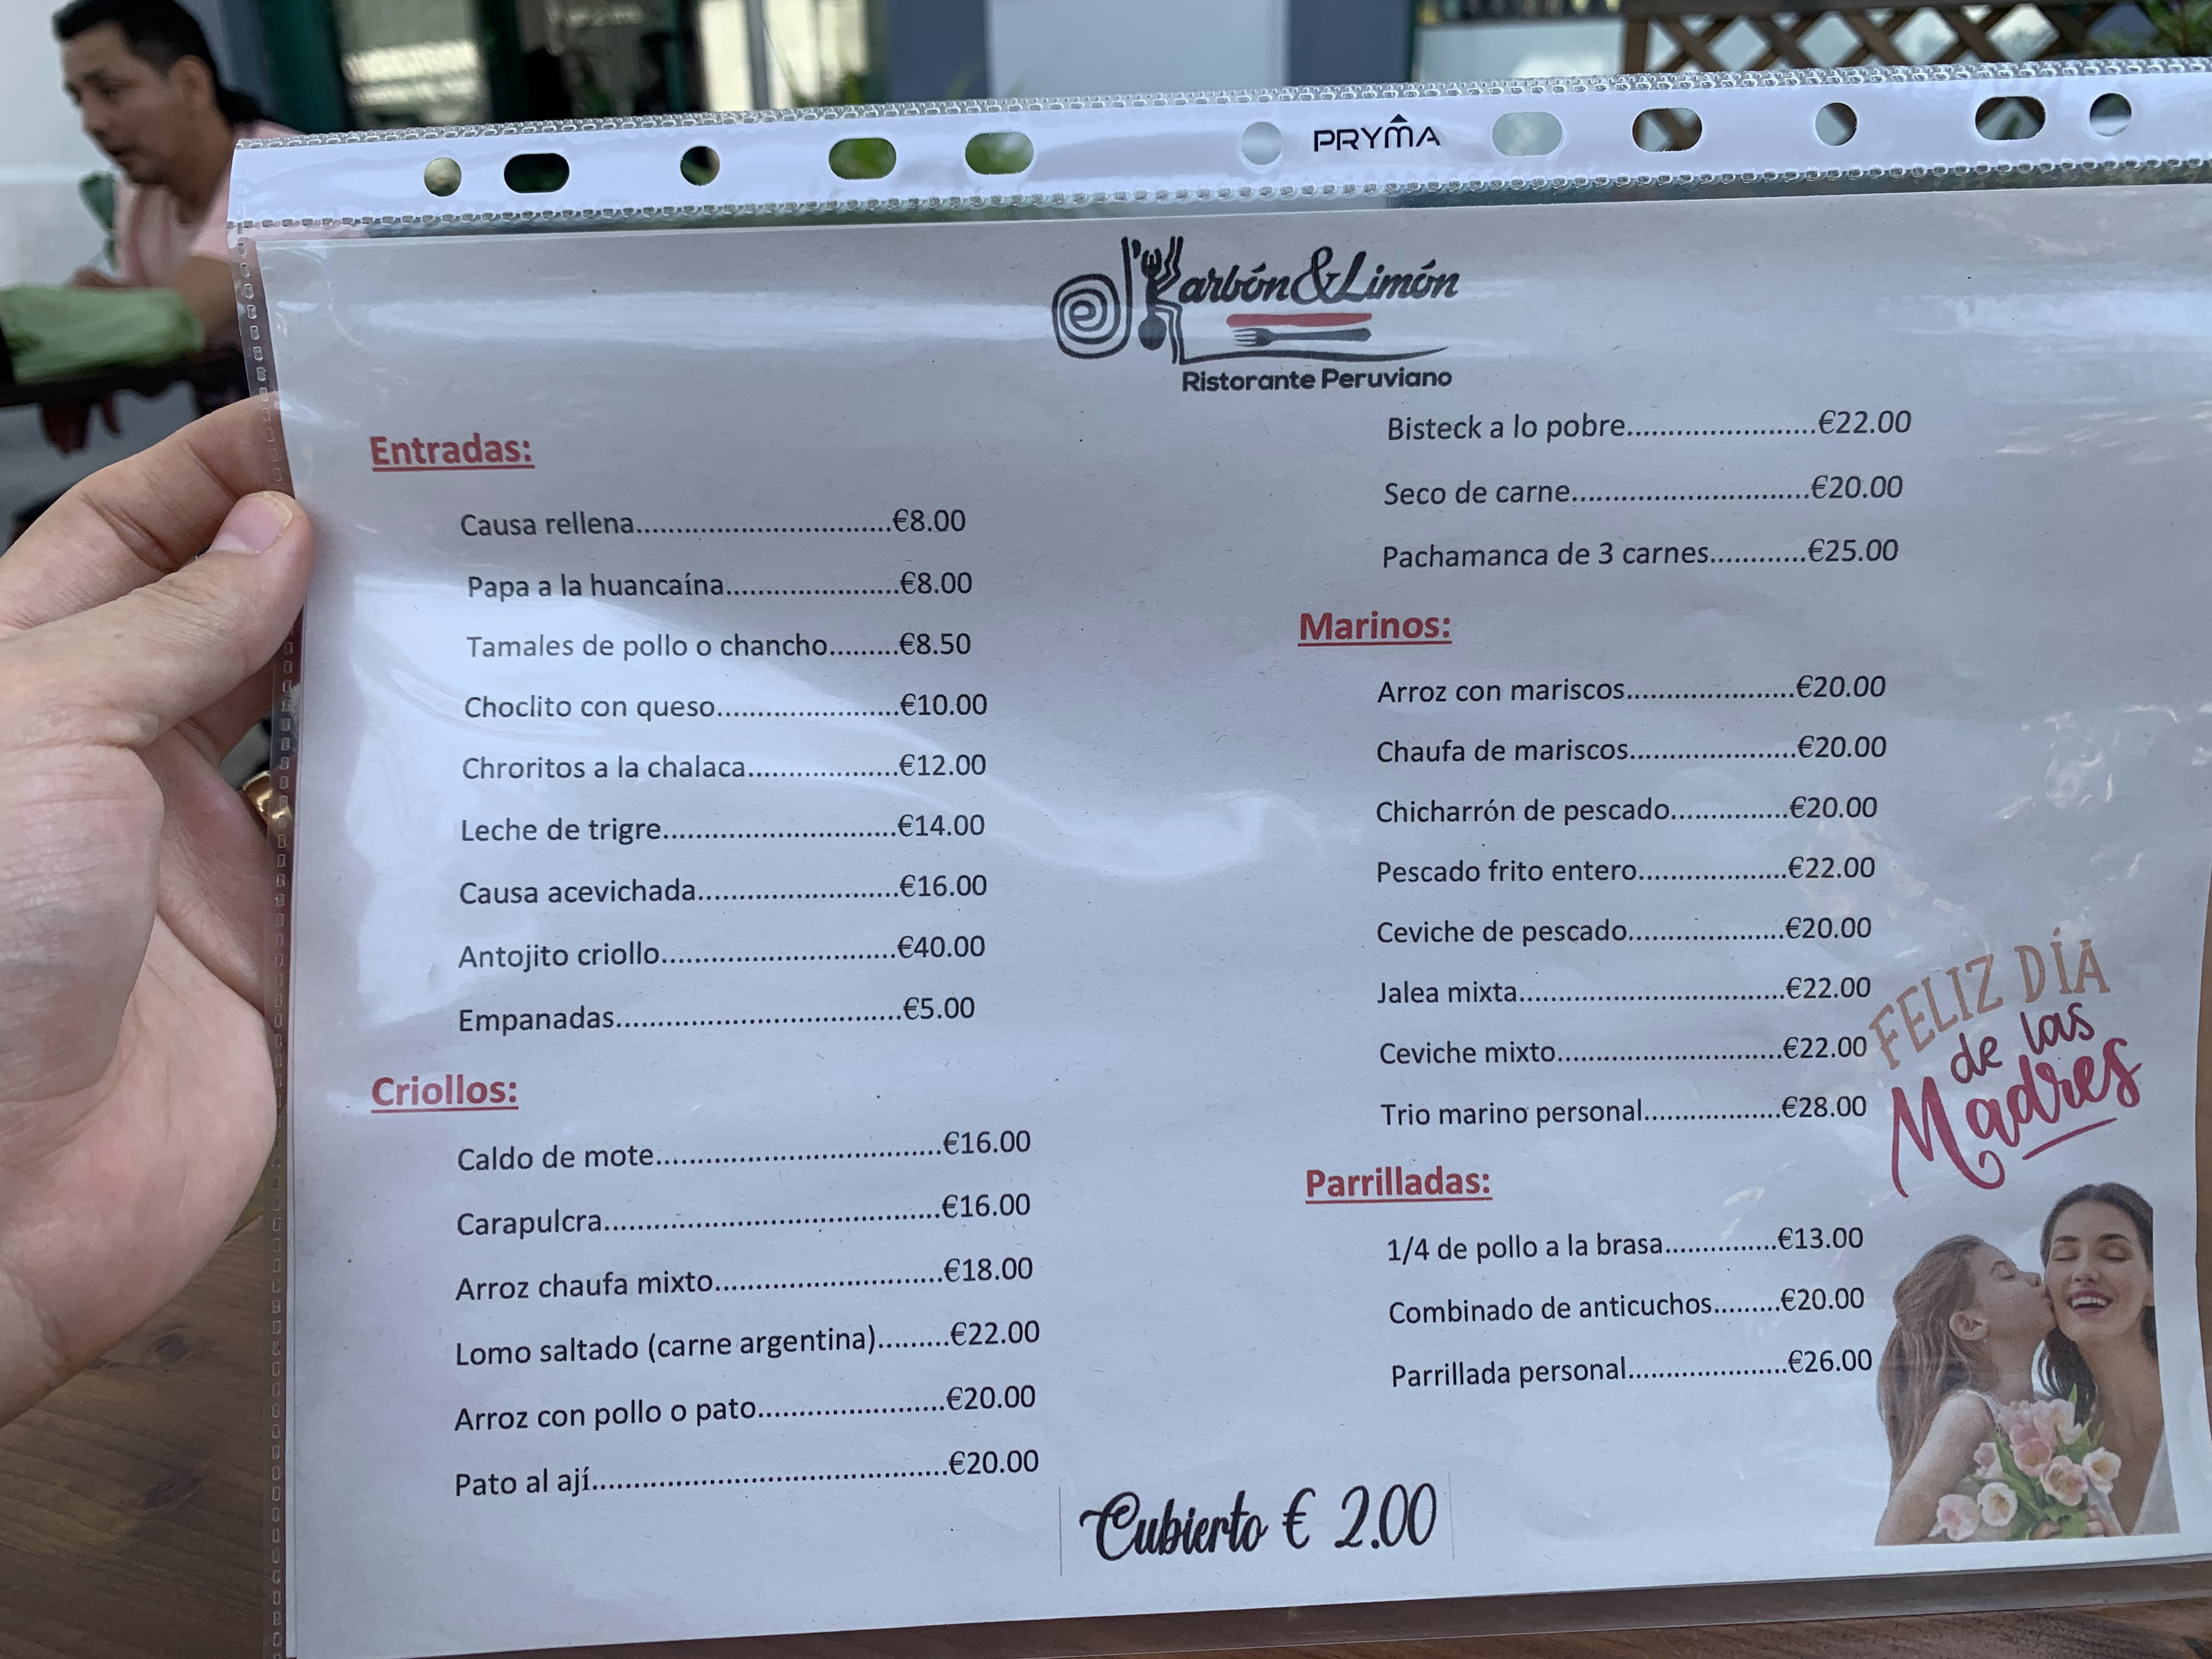 PRYMA
d'Karbón&Limón
Ristorante Peruviano
Entradas:
Causa rellena...............................€8.00
Papa a la huancaína.....................€8.00
Tamales de pollo o chancho.........€8.50
Choclito con queso......................€10.00
Chroritos a la chalaca..................€12.00
Leche de trigre............................€14.00
Causa acevichada........................€16.00
Antojito criollo............................€40.00
Empanadas...................................€5.00
Criollos:
Caldo de mote...................................€16.00
Carapulcra.........................................€16.00
Arroz chaufa mixto............................€18.00
Lomo saltado (carne argentina).........€22.00
Arroz con pollo o pato.......................€20.00
Pato al ají...........................................€20.00
Bisteck a lo pobre.......................€22.00
Seco de carne.............................€20.00
Pachamanca de 3 carnes............€25.00
Marinos:
Arroz con mariscos.....................€20.00
Chaufa de mariscos....................€20.00
Chicharrón de pescado..............€20.00
Pescado frito entero..................€22.00
Ceviche de pescado...................€20.00
Jalea mixta................................€22.00
Ceviche mixto...........................€22.00
Trio marino personal................€28.00
Parrilladas:
1/4 de pollo a la brasa..............€13.00
Combinado de anticuchos.........€20.00
Parrillada personal...................€26.00
FELIZ DÍA
de las
Madres
Cubierto € 2.00